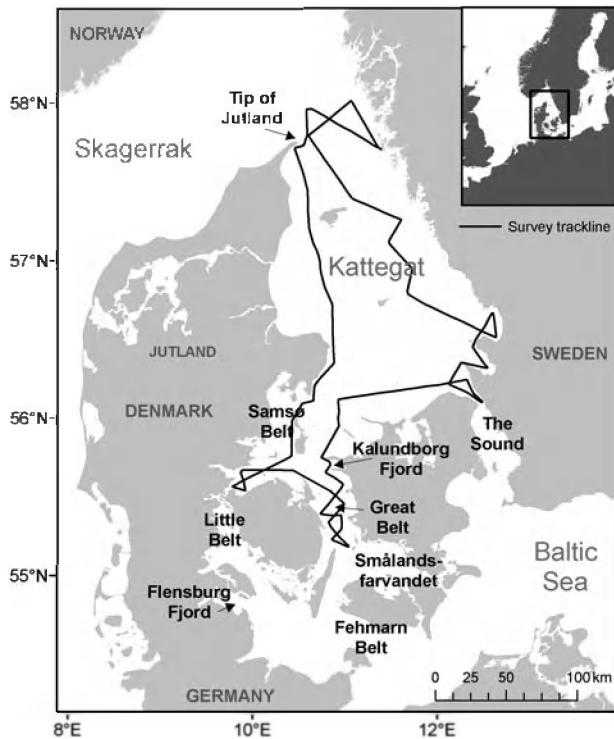 NORWAY
58°N
Tip of
Jutland
Skagerrak
Survey trackline
57°N
Kattegat
JUTLAND
SWEDEN
DENMARK
56°N
Samsø
Belt
The
Sound
Kalundborg
Fjord
Little
Belt
Great
Belt
Smålands-
farvandet
Baltic
Sea
55°N
Flensburg
Fjord
Fehmarn
Belt
GERMANY
0 25 50 100 km
8°E 10°E 12°E